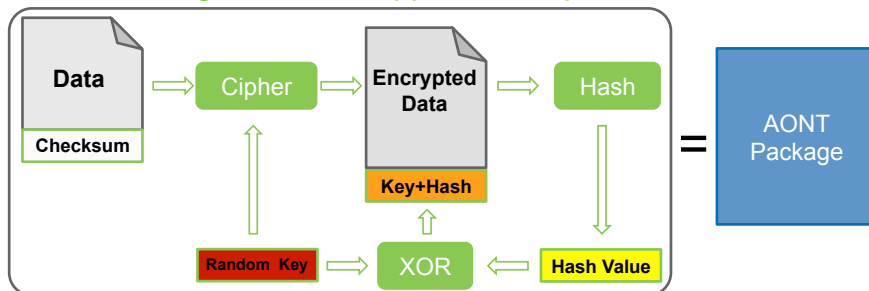 Data
Checksum
Cipher
Encrypted
Data
Key+Hash
Hash
Random Key
XOR
Hash Value
=
AONT
Package